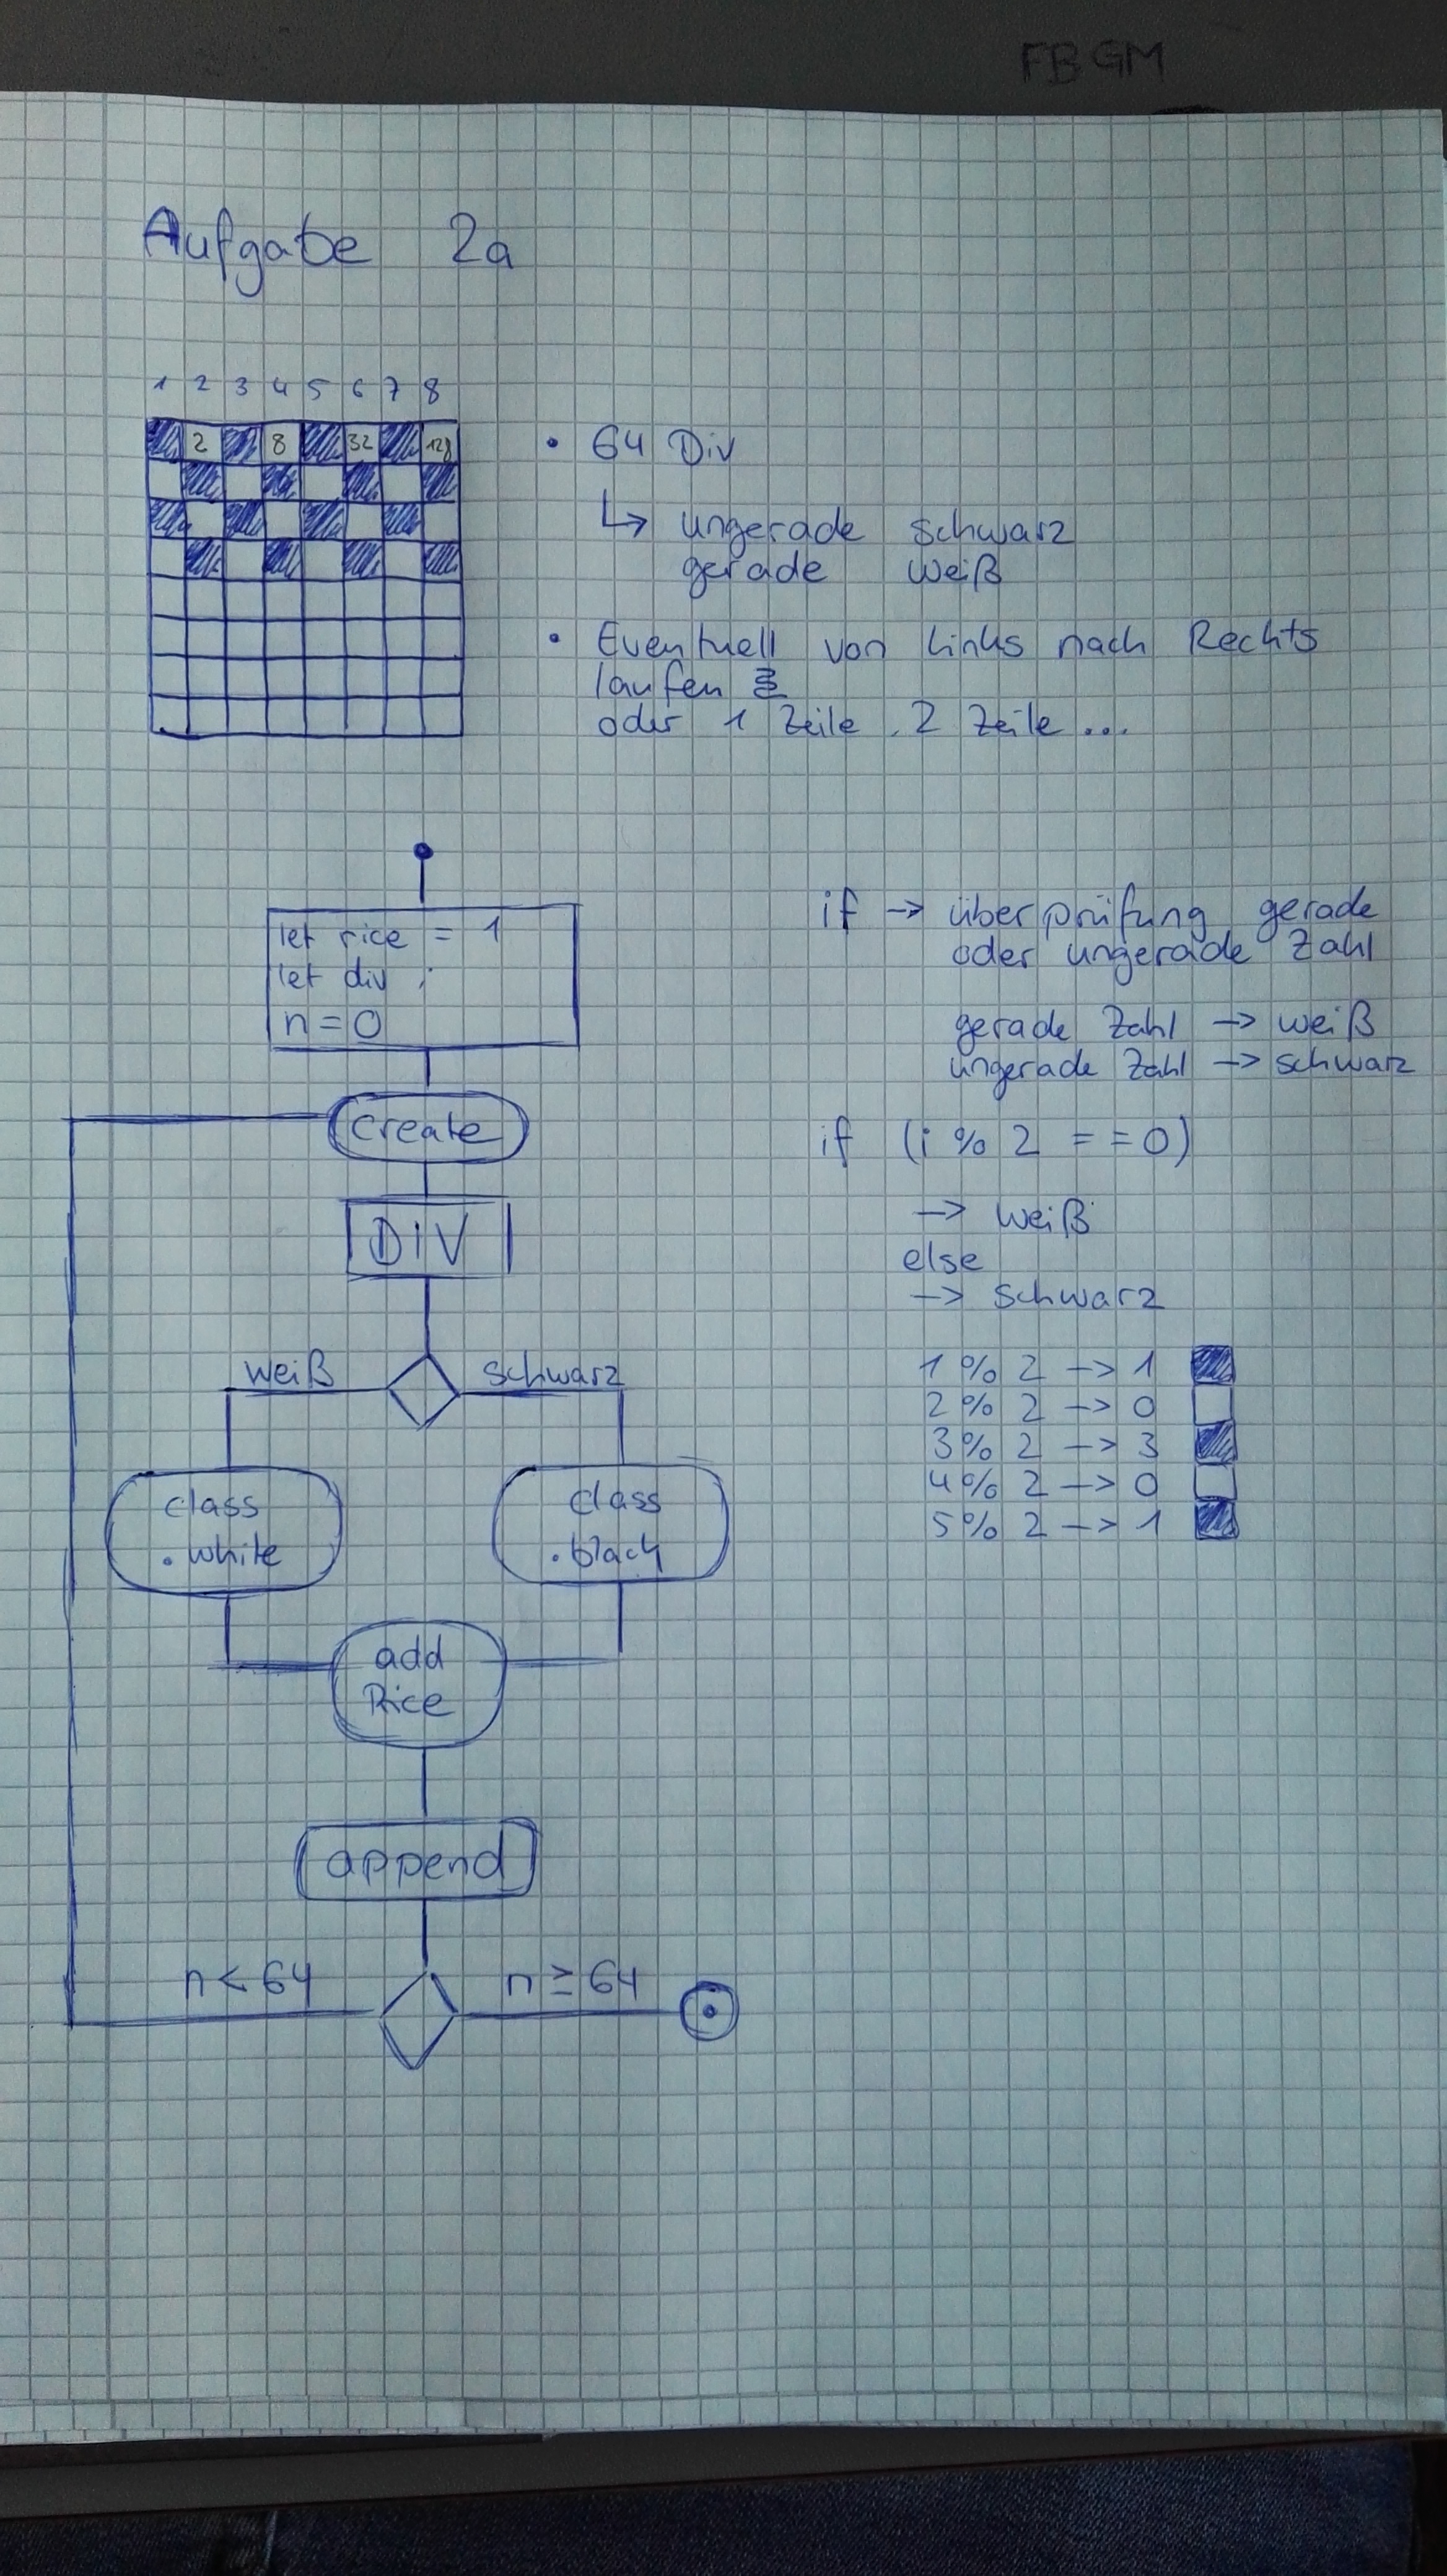 FBGM
Aufgabe 2a
1 2 3 4 5 6 7 8
2 8 32 128
• 64 Div
↳ ungerade schwarz
gerade weiß
• Eventuell von Links nach Rechts
laufen
oder 1 Zeile. 2 Zeile ...
let rice = 1
let div ;
n = 0
create
DIV
weiß schwarz
class
.white
class
.black
add
Rice
append
n < 64 n ≥ 64
if -> überprüfung gerade
oder ungerade Zahl
gerade Zahl -> weiß
ungerade Zahl -> schwarz
if (i % 2 = = 0)
-> weiß
else
-> schwarz
1 % 2 -> 1
2 % 2 -> 0
3 % 2 -> 3
4 % 2 -> 0
5 % 2 -> 1